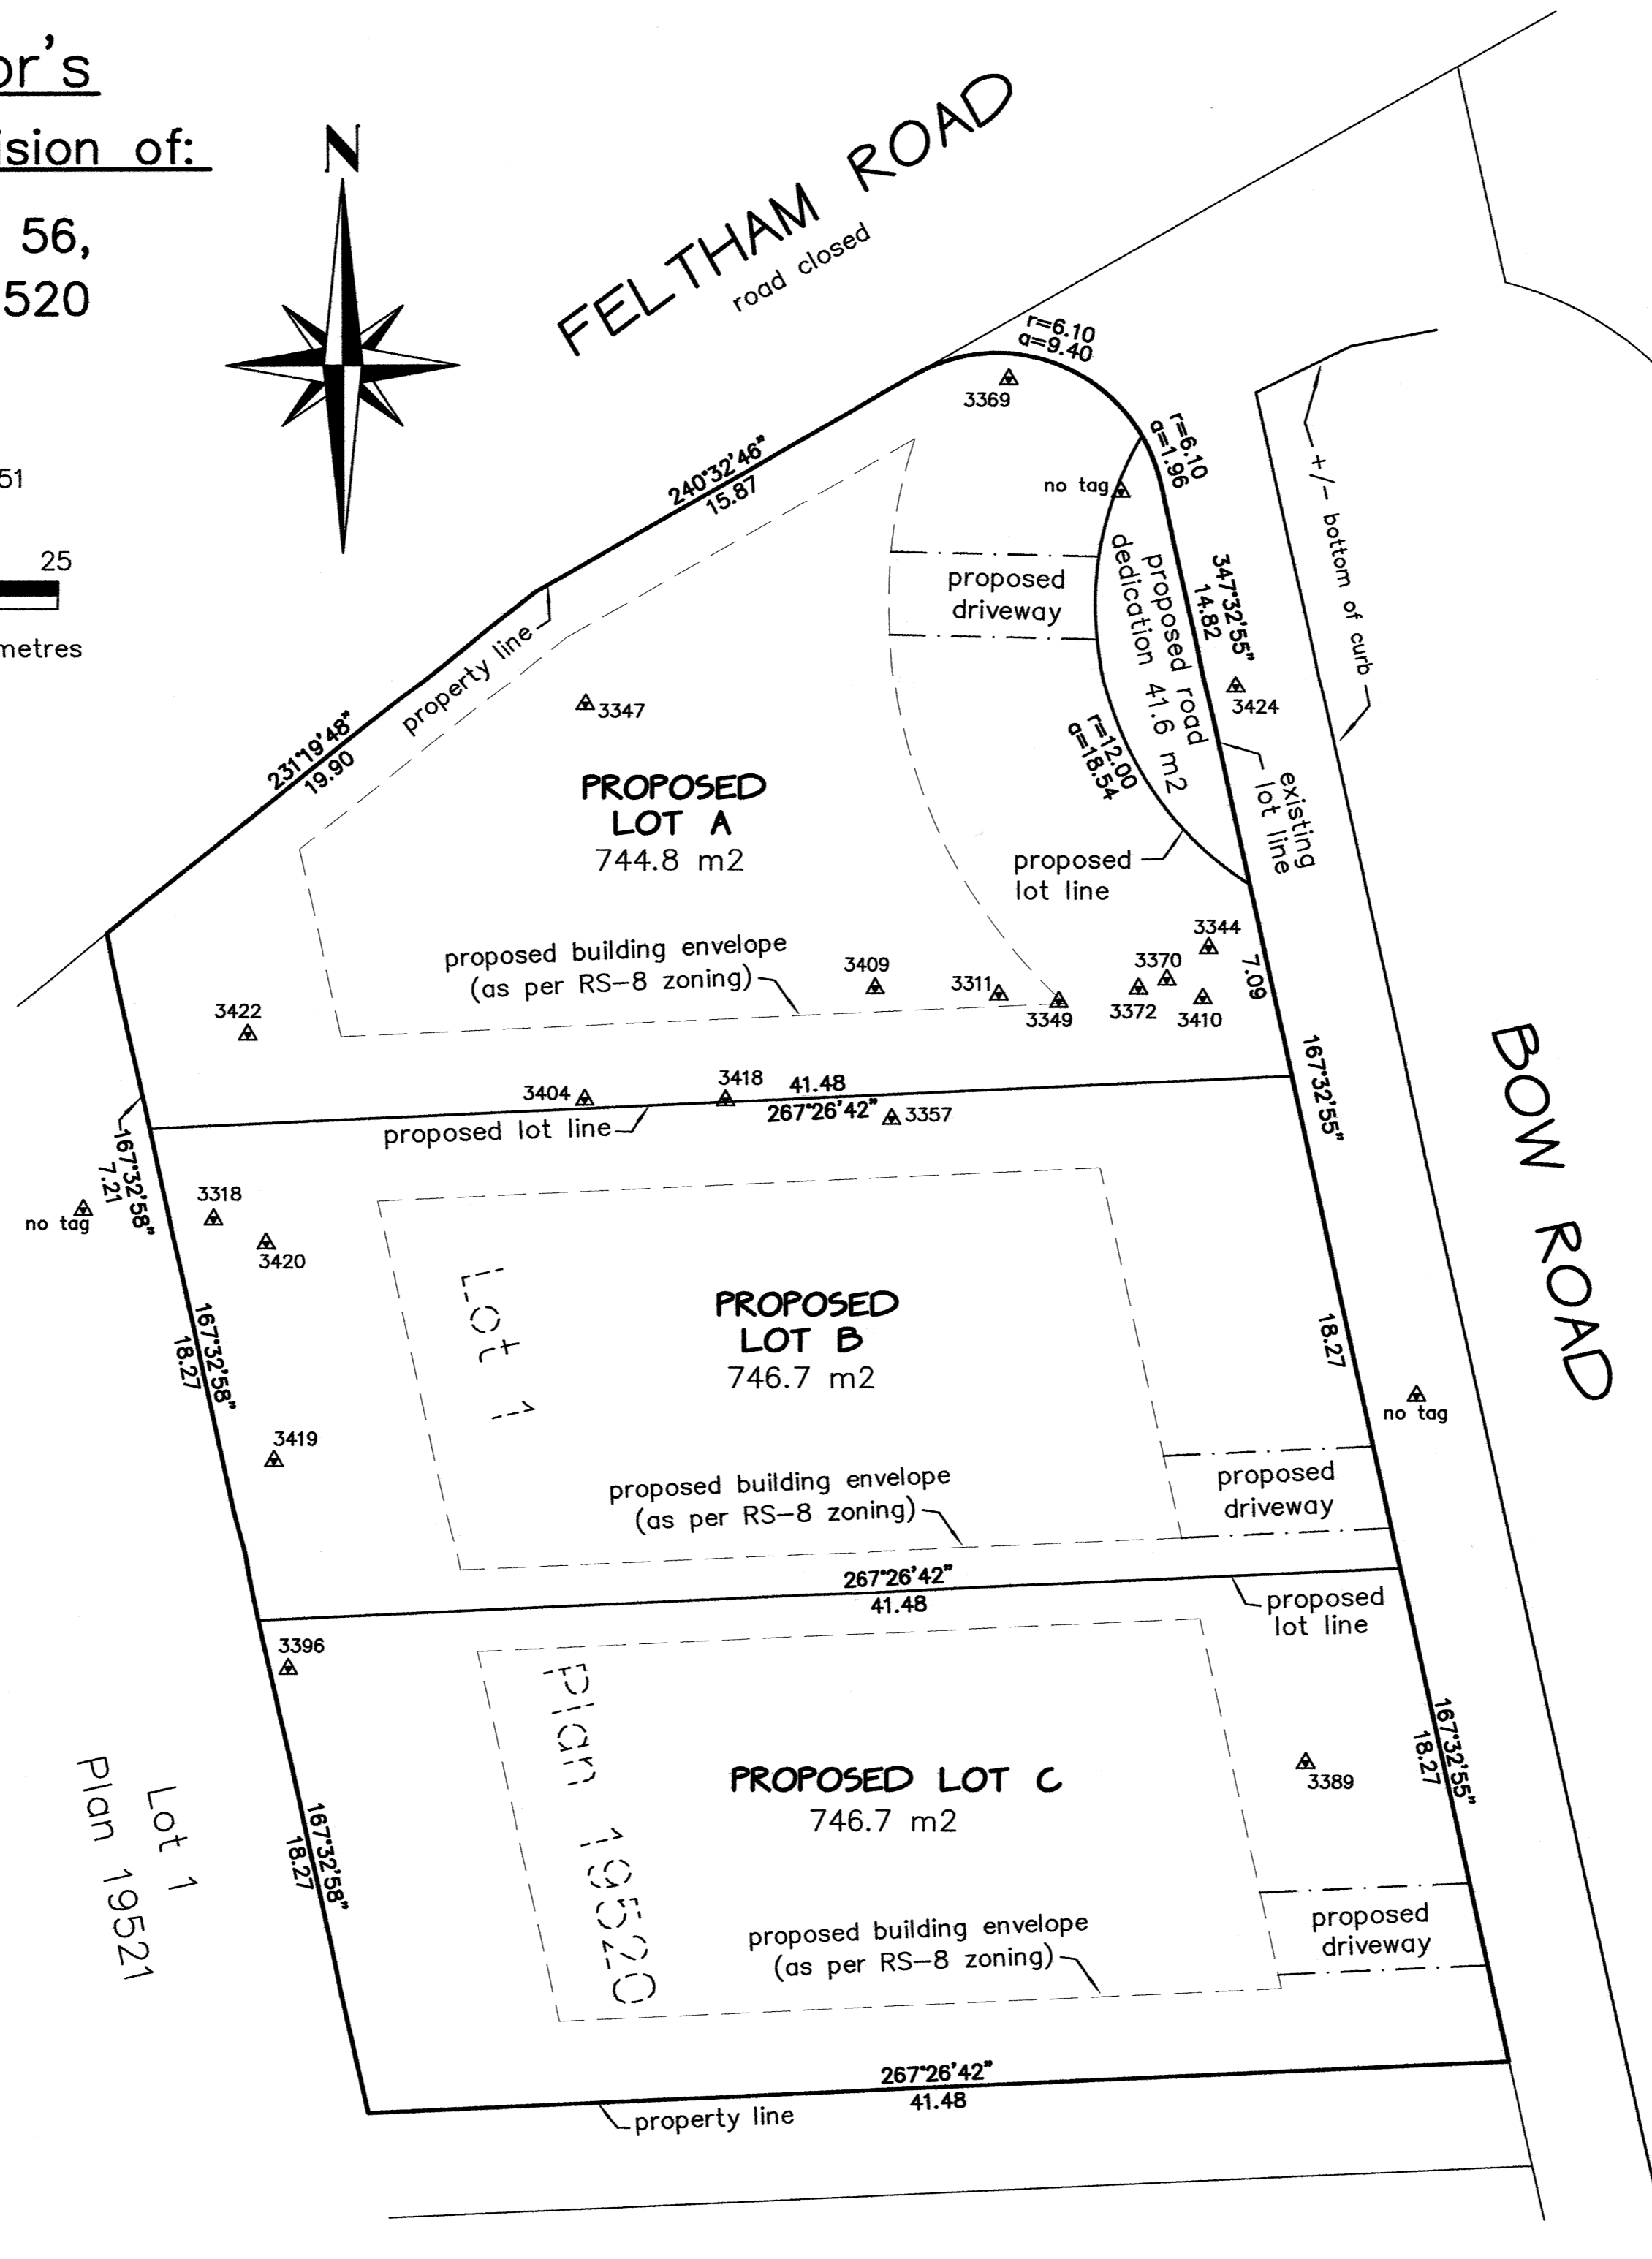 or's
ision of:
56,
520
N
51
25
metres
FELTHAM ROAD
road closed
r=6.10
a=9.40
3369
r=6.10
a=1.96
no tag
240°32'46"
15.87
+/- bottom of curb
proposed
driveway
proposed road
dedication 41.6 m2
347°32'55"
14.82
3424
property line
3347
231°19'48"
19.90
r=12.00
a=18.54
existing
lot line
PROPOSED
LOT A
744.8 m2
proposed
lot line
proposed building envelope
(as per RS-8 zoning)
3409
3311
3349
3370
3372
3344
3410
7.09
3422
167°32'55"
3404
3418
41.48
267°26'42"
3357
proposed lot line
167°32'58"
7.21
no tag
3318
3420
BOW ROAD
Lot 1
PROPOSED
LOT B
746.7 m2
167°32'58"
18.27
18.27
no tag
3419
proposed building envelope
(as per RS-8 zoning)
proposed
driveway
267°26'42"
41.48
proposed
lot line
3396
Plan 19520
PROPOSED LOT C
746.7 m2
3389
167°32'55"
18.27
167°32'58"
18.27
Lot 1
Plan 19521
proposed building envelope
(as per RS-8 zoning)
proposed
driveway
267°26'42"
41.48
property line